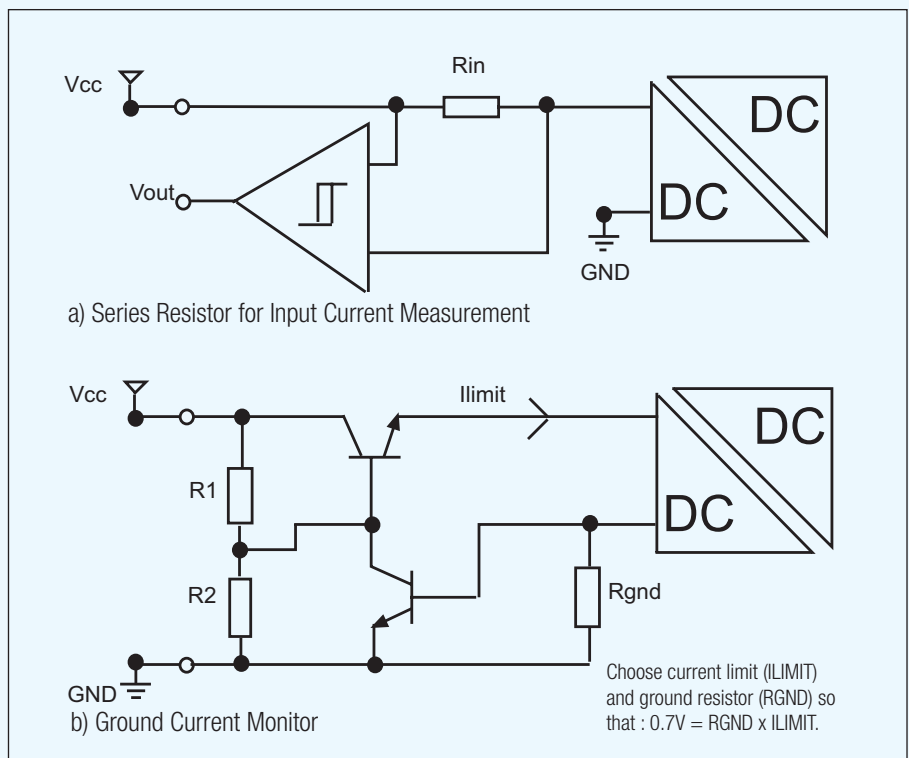 Vcc
Rin
DC
DC
Vout
GND
a) Series Resistor for Input Current Measurement
Vcc
Ilimit
DC
DC
R1
R2
Rgnd
GND
b) Ground Current Monitor
Choose current limit (ILIMIT)
and ground resistor (RGND) so
that : 0.7V = RGND x ILIMIT.